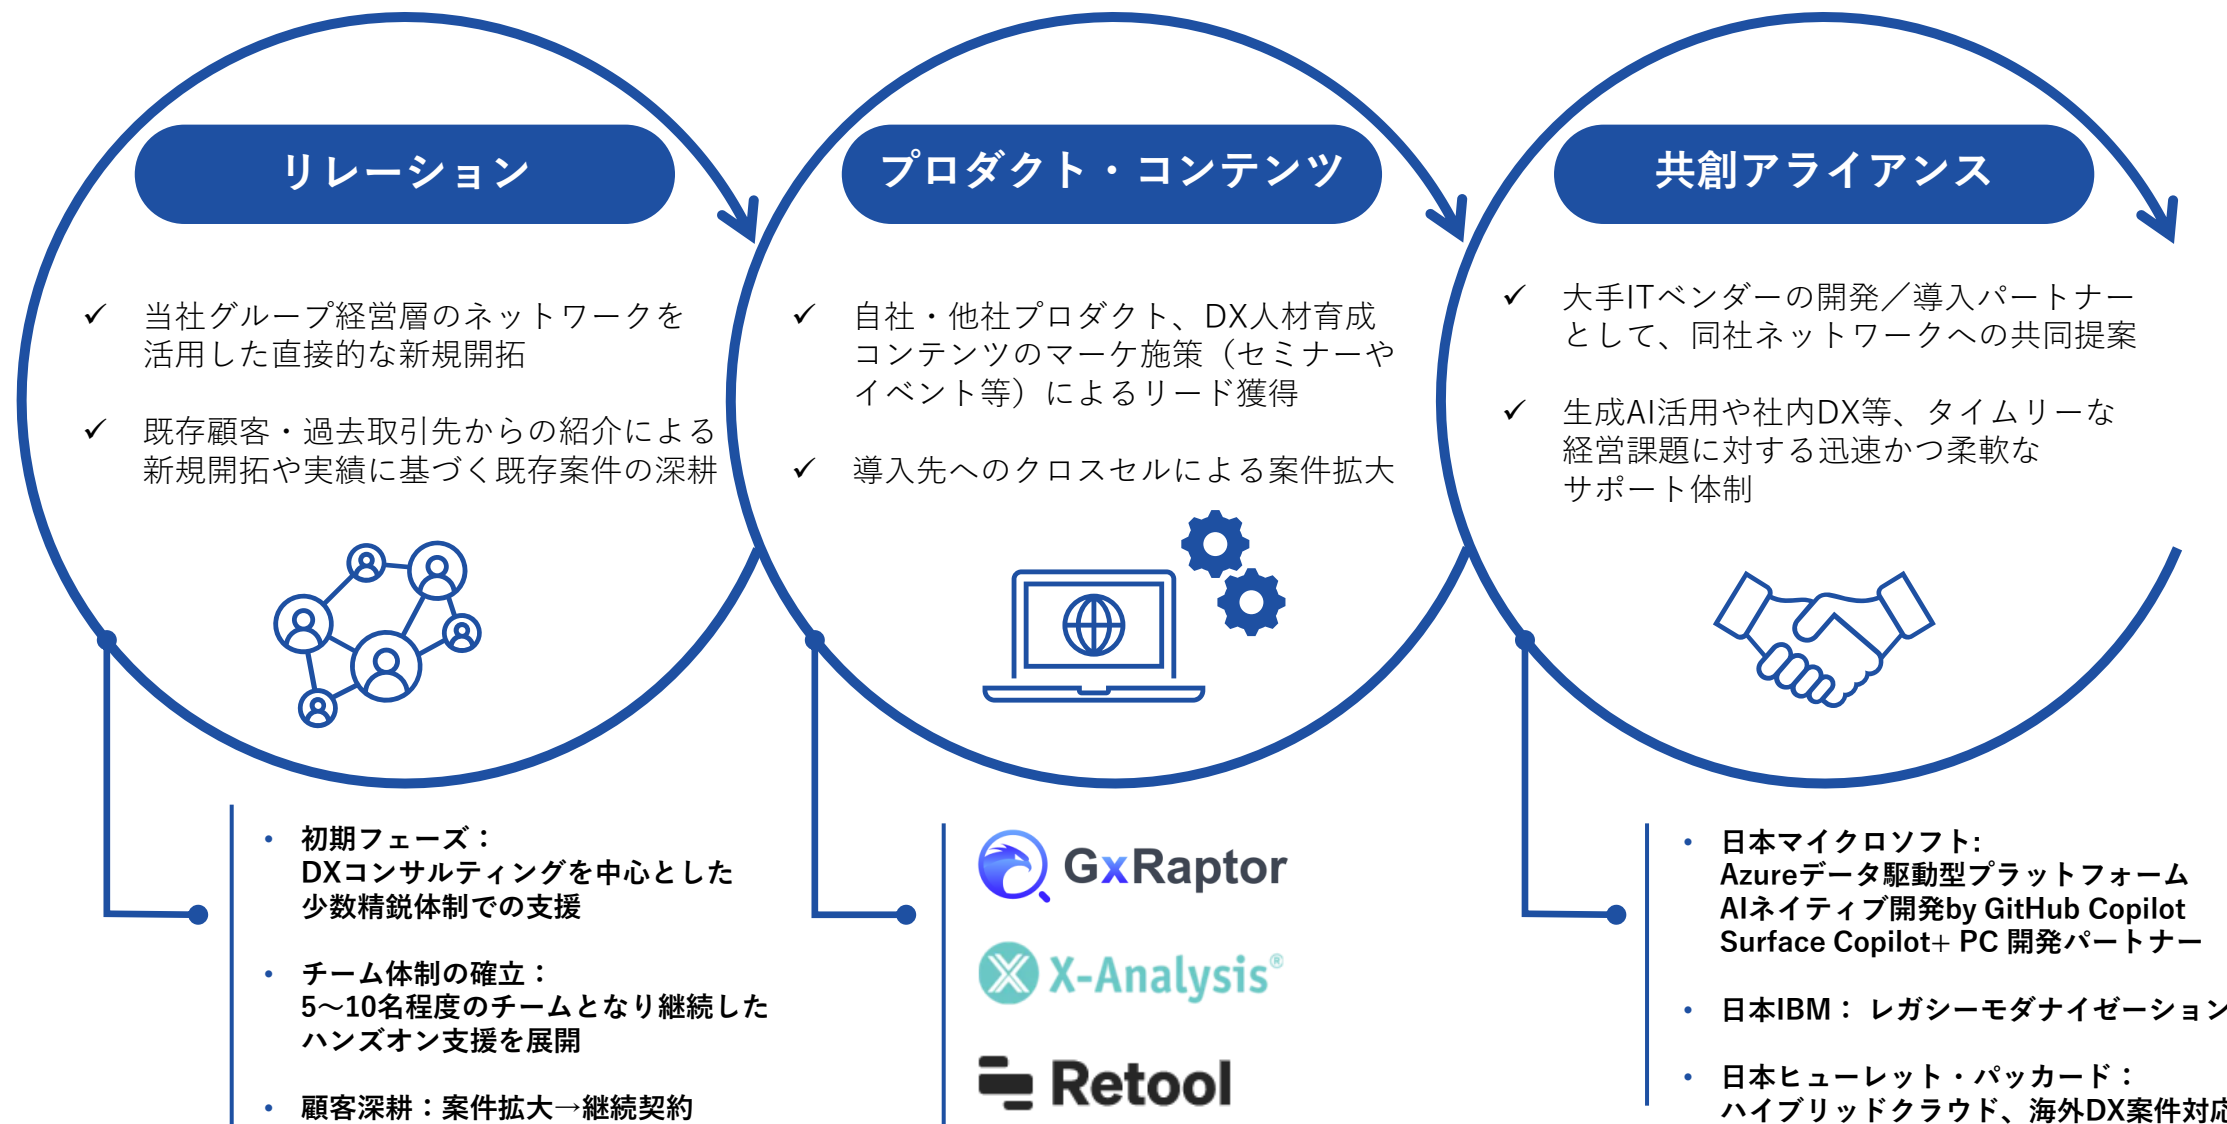 リレーション
当社グループ経営層のネットワークを
活用した直接的な新規開拓
既存顧客・過去取引先からの紹介による
新規開拓や実績に基づく既存案件の深耕
• 初期フェーズ：
DXコンサルティングを中心とした
少数精鋭体制での支援
• チーム体制の確立：
5～10名程度のチームとなり継続した
ハンズオン支援を展開
• 顧客深耕：案件拡大→継続契約
プロダクト・コンテンツ
自社・他社プロダクト、DX人材育成
コンテンツのマーケ施策（セミナーや
イベント等）によるリード獲得
導入先へのクロスセルによる案件拡大
GxRaptor
X-Analysis®
Retool
共創アライアンス
大手ITベンダーの開発／導入パートナー
として、同社ネットワークへの共同提案
生成AI活用や社内DX等、タイムリーな
経営課題に対する迅速かつ柔軟な
サポート体制
• 日本マイクロソフト:
Azureデータ駆動型プラットフォーム
AIネイティブ開発by GitHub Copilot
Surface Copilot+ PC 開発パートナー
• 日本IBM： レガシーモダナイゼーション
• 日本ヒューレット・パッカード：
ハイブリッドクラウド、海外DX案件対応